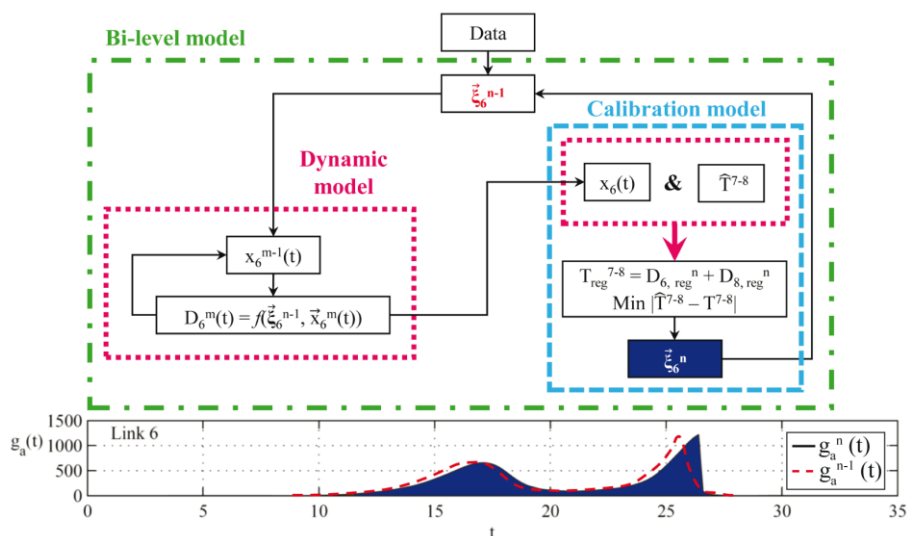 Bi-level model
Data
ξ⃗₆ⁿ⁻¹
Calibration model
Dynamic
model
x₆(t) & T̂⁷⁻⁸
x₆ᵐ⁻¹(t)
T_reg⁷⁻⁸ = D₆, regⁿ + D₈, regⁿ
Min |T̂⁷⁻⁸ − T⁷⁻⁸|
D₆ᵐ(t) = f(ξ⃗₆ⁿ⁻¹, x⃗₆ᵐ(t))
ξ⃗₆ⁿ
gₐ(t)
1500
1000
500
0
Link 6
gₐⁿ (t)
gₐⁿ⁻¹ (t)
0 5 10 15 20 25 30 35
t